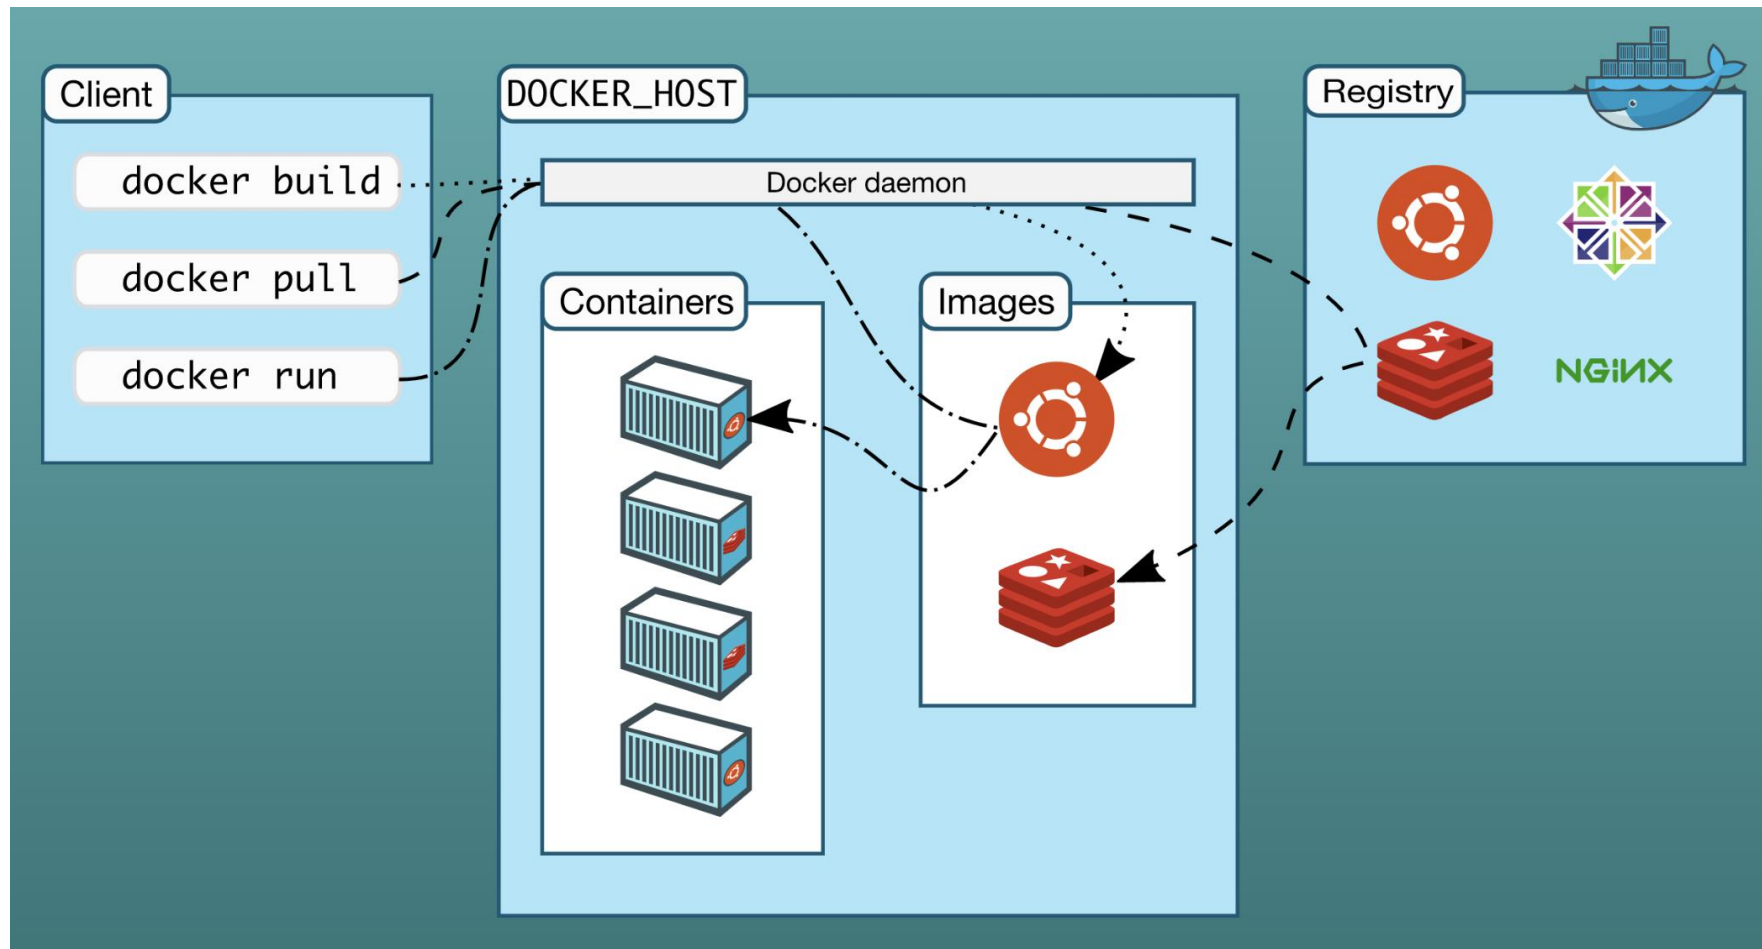 Client
docker build
docker pull
docker run
DOCKER_HOST
Docker daemon
Containers
Images
Registry
NGiNX